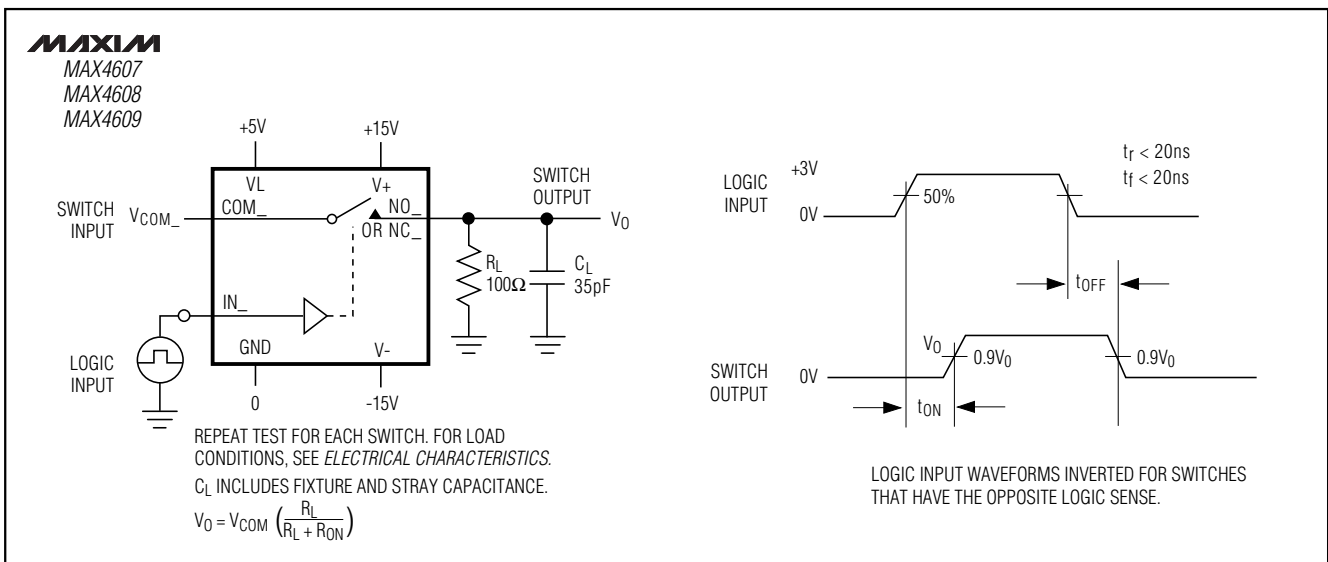 MAXIM
MAX4607
MAX4608
MAX4609
+5V
+15V
VL
V+
SWITCH
OUTPUT
SWITCH
INPUT
VCOM_
COM_
NO_
OR NC_
VO
RL
100Ω
CL
35pF
IN_
GND
V-
LOGIC
INPUT
0
-15V
REPEAT TEST FOR EACH SWITCH. FOR LOAD
CONDITIONS, SEE ELECTRICAL CHARACTERISTICS.
CL INCLUDES FIXTURE AND STRAY CAPACITANCE.
VO = VCOM (RL / RL + RON)
LOGIC
INPUT
+3V
0V
50%
tr < 20ns
tf < 20ns
tOFF
SWITCH
OUTPUT
VO
0V
0.9V0
0.9V0
tON
LOGIC INPUT WAVEFORMS INVERTED FOR SWITCHES
THAT HAVE THE OPPOSITE LOGIC SENSE.